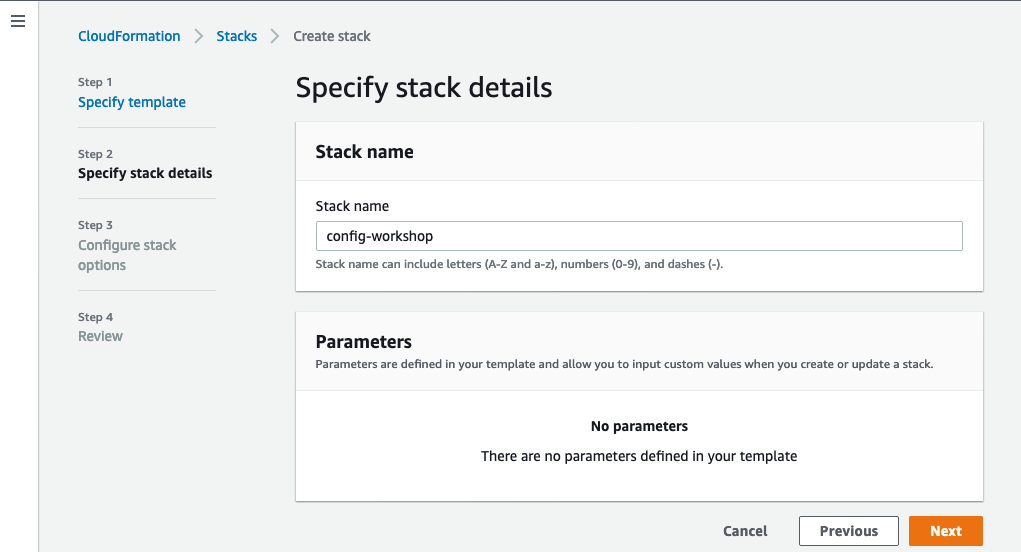 CloudFormation > Stacks > Create stack
Step 1
Specify template
Step 2
Specify stack details
Step 3
Configure stack
options
Step 4
Review
Specify stack details
Stack name
Stack name
config-workshop
Stack name can include letters (A-Z and a-z), numbers (0-9), and dashes (-).
Parameters
Parameters are defined in your template and allow you to input custom values when you create or update a stack.
No parameters
There are no parameters defined in your template
Cancel Previous Next